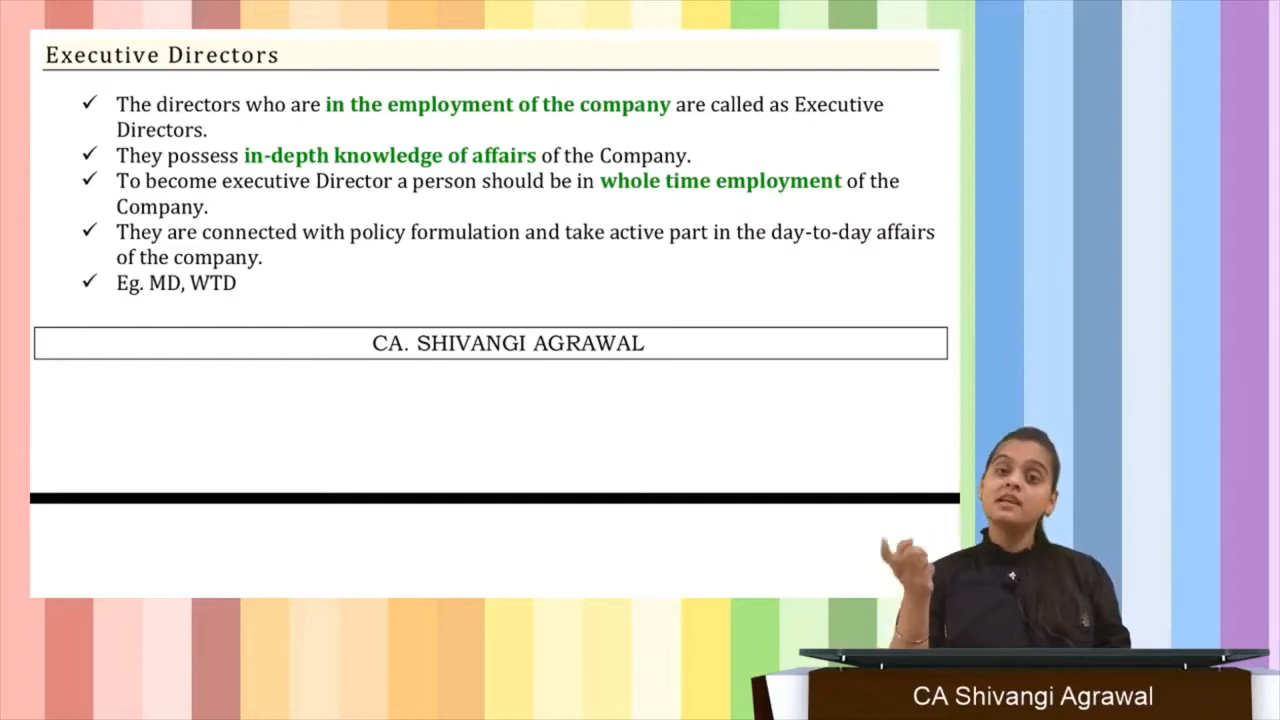 Executive Directors
✓ The directors who are in the employment of the company are called as Executive
Directors.
✓ They possess in-depth knowledge of affairs of the Company.
✓ To become executive Director a person should be in whole time employment of the
Company.
✓ They are connected with policy formulation and take active part in the day-to-day affairs
of the company.
✓ Eg. MD, WTD
CA. SHIVANGI AGRAWAL
CA Shivangi Agrawal